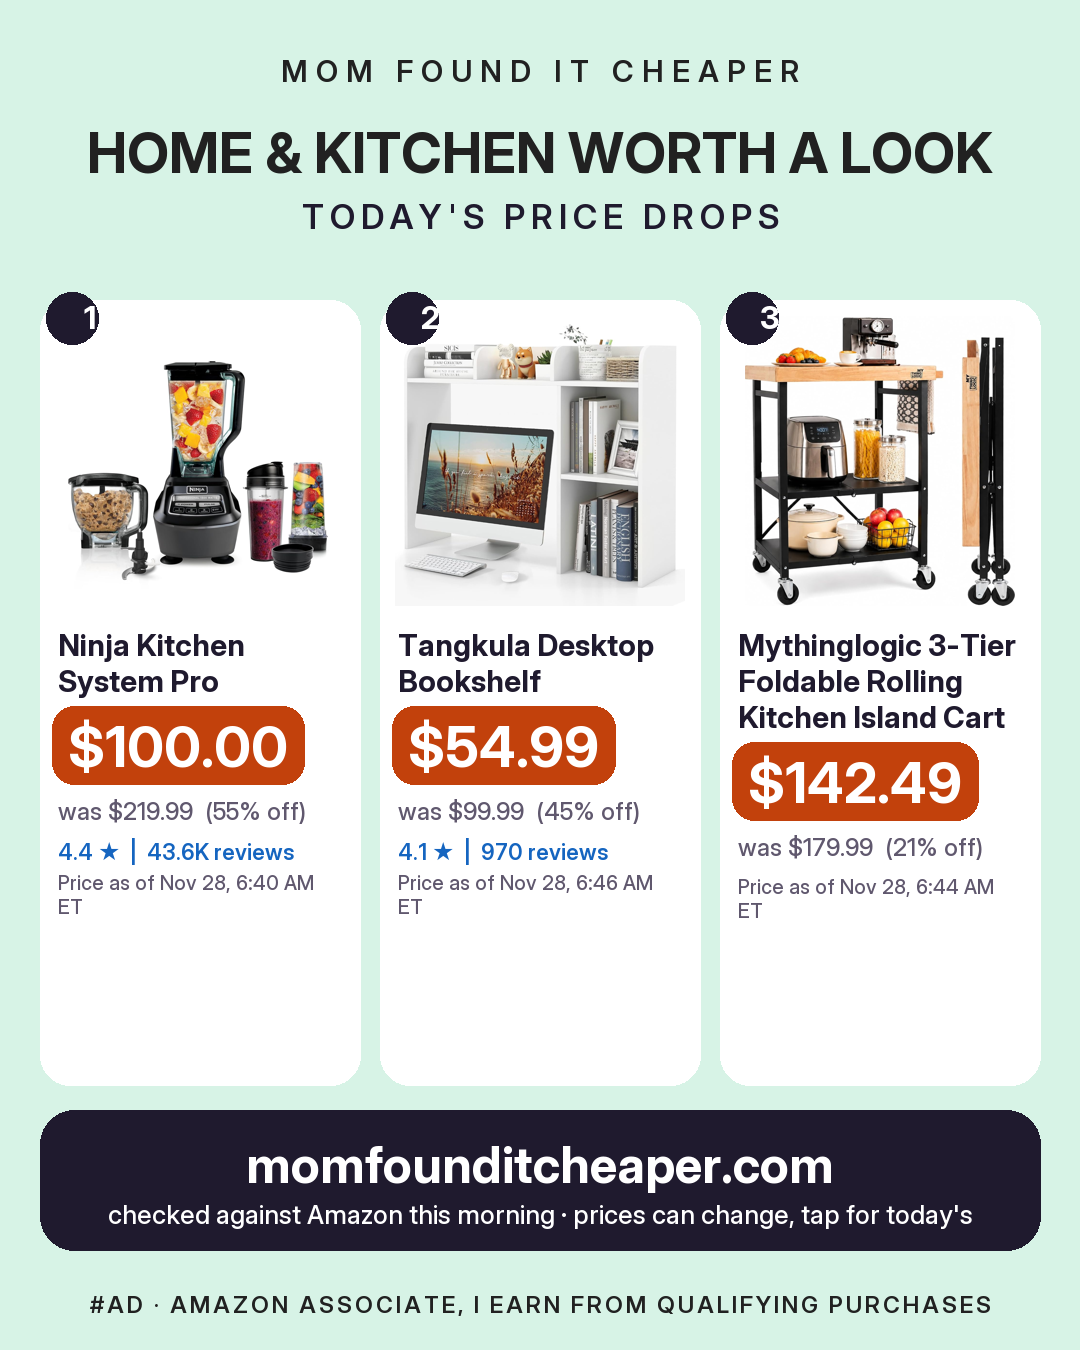 MOM FOUND IT CHEAPER
HOME & KITCHEN WORTH A LOOK
TODAY'S PRICE DROPS
1
NINJA
Ninja Kitchen
System Pro
$100.00
was $219.99 (55% off)
4.4 ★ | 43.6K reviews
Price as of Nov 28, 6:40 AM
ET
2
ENGLISH
Tangkula Desktop
Bookshelf
$54.99
was $99.99 (45% off)
4.1 ★ | 970 reviews
Price as of Nov 28, 6:46 AM
ET
3
Mythinglogic 3-Tier
Foldable Rolling
Kitchen Island Cart
$142.49
was $179.99 (21% off)
Price as of Nov 28, 6:44 AM
ET
momfounditcheaper.com
checked against Amazon this morning · prices can change, tap for today's
#AD · AMAZON ASSOCIATE, I EARN FROM QUALIFYING PURCHASES